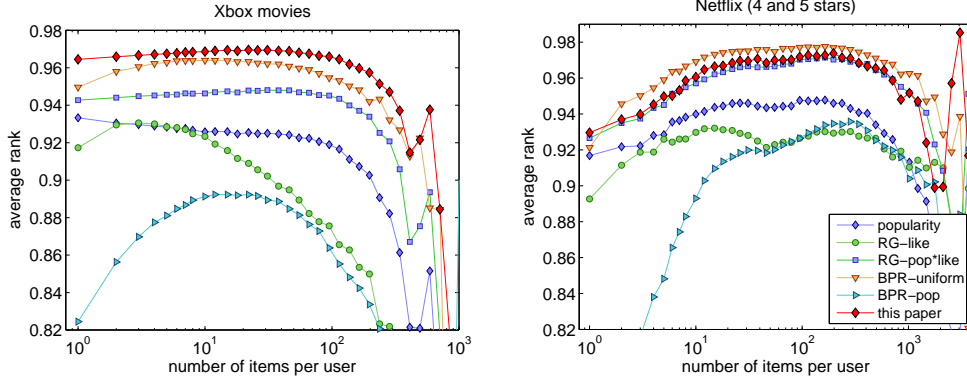 Xbox movies
0.98
0.96
0.94
0.92
0.9
0.88
0.86
0.84
0.82
average rank
10^0
10^1
10^2
10^3
number of items per user
Netflix (4 and 5 stars)
0.98
0.96
0.94
0.92
0.9
0.88
0.86
0.84
0.82
average rank
10^0
10^1
10^2
10^3
number of items per user
popularity
RG-like
RG-pop*like
BPR-uniform
BPR-pop
this paper